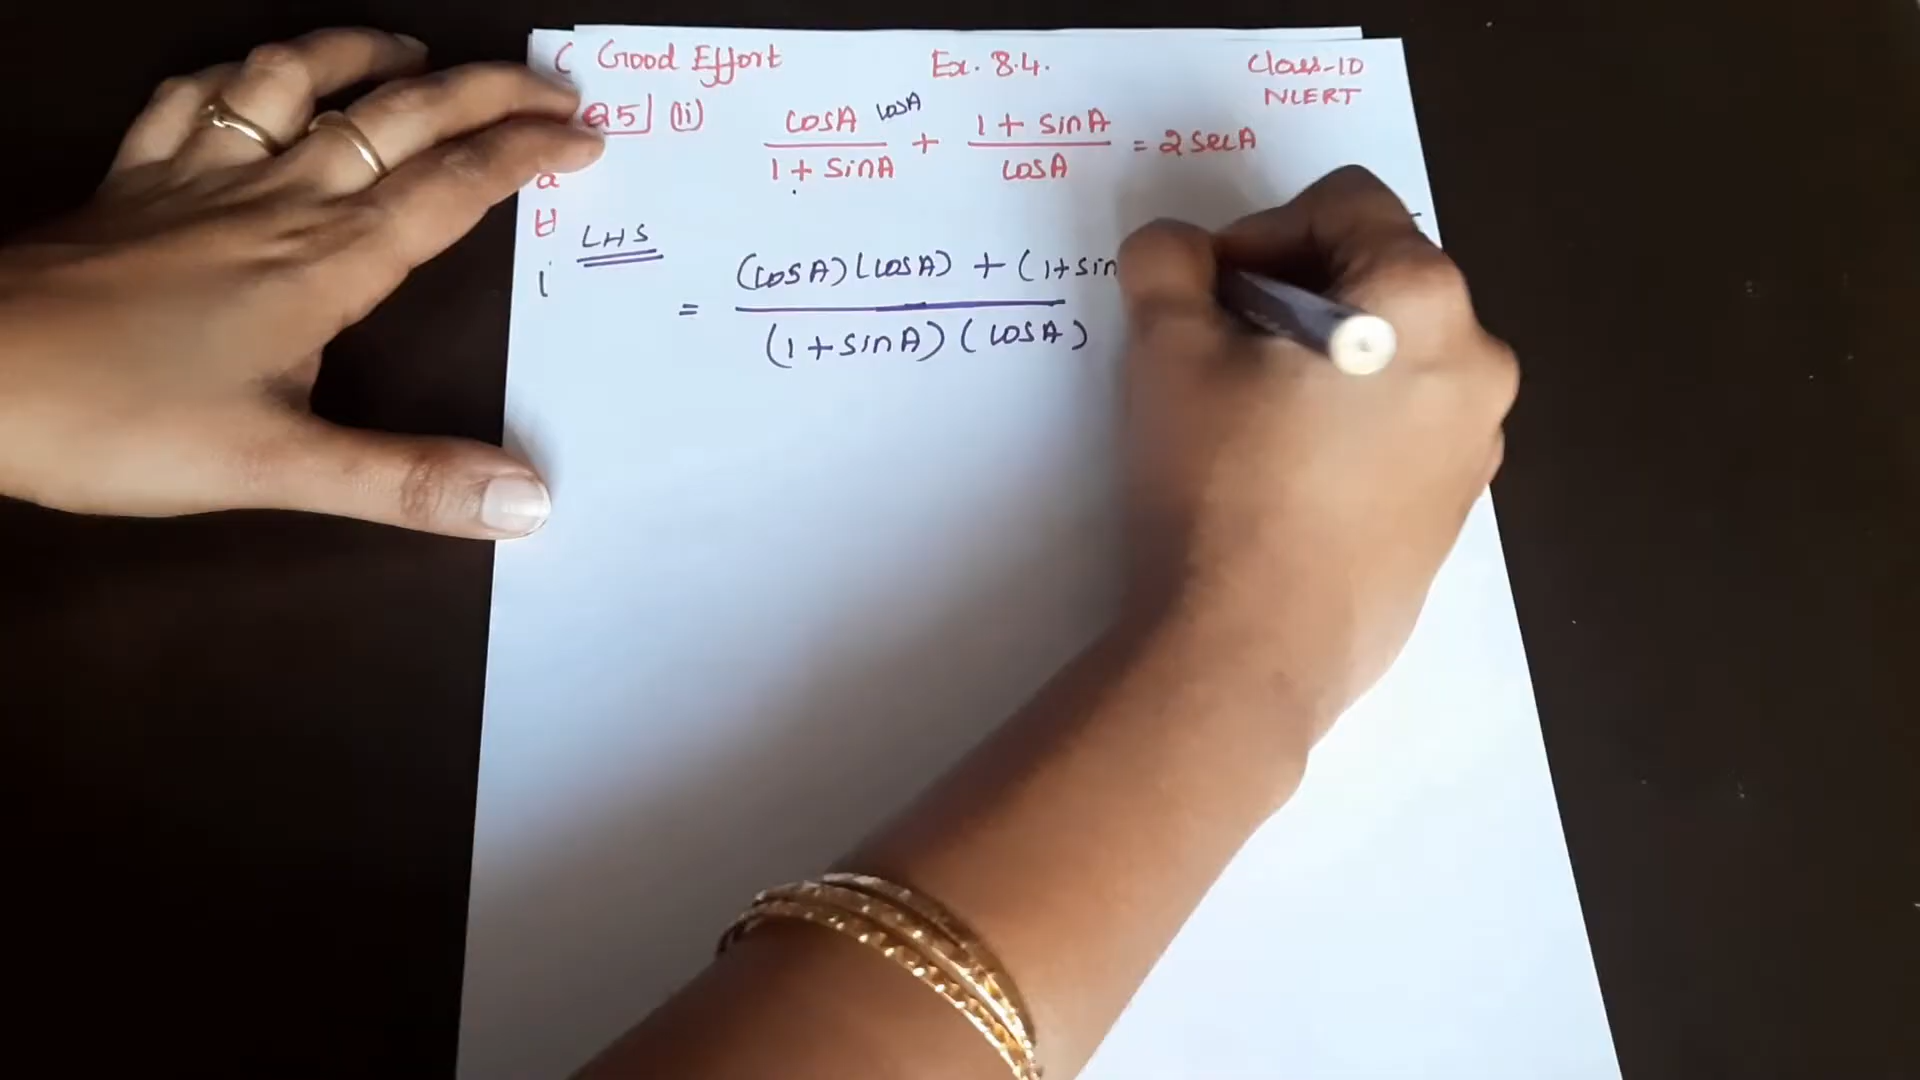 Good Effort Ex. 8.4. Class-10
NCERT
Q5 (ii) cosA/(1 + sinA) cosA + (1 + sinA)/cosA = 2 secA
LHS
= ((cosA)(cosA) + (1+sin)/((1+sinA)(cosA))